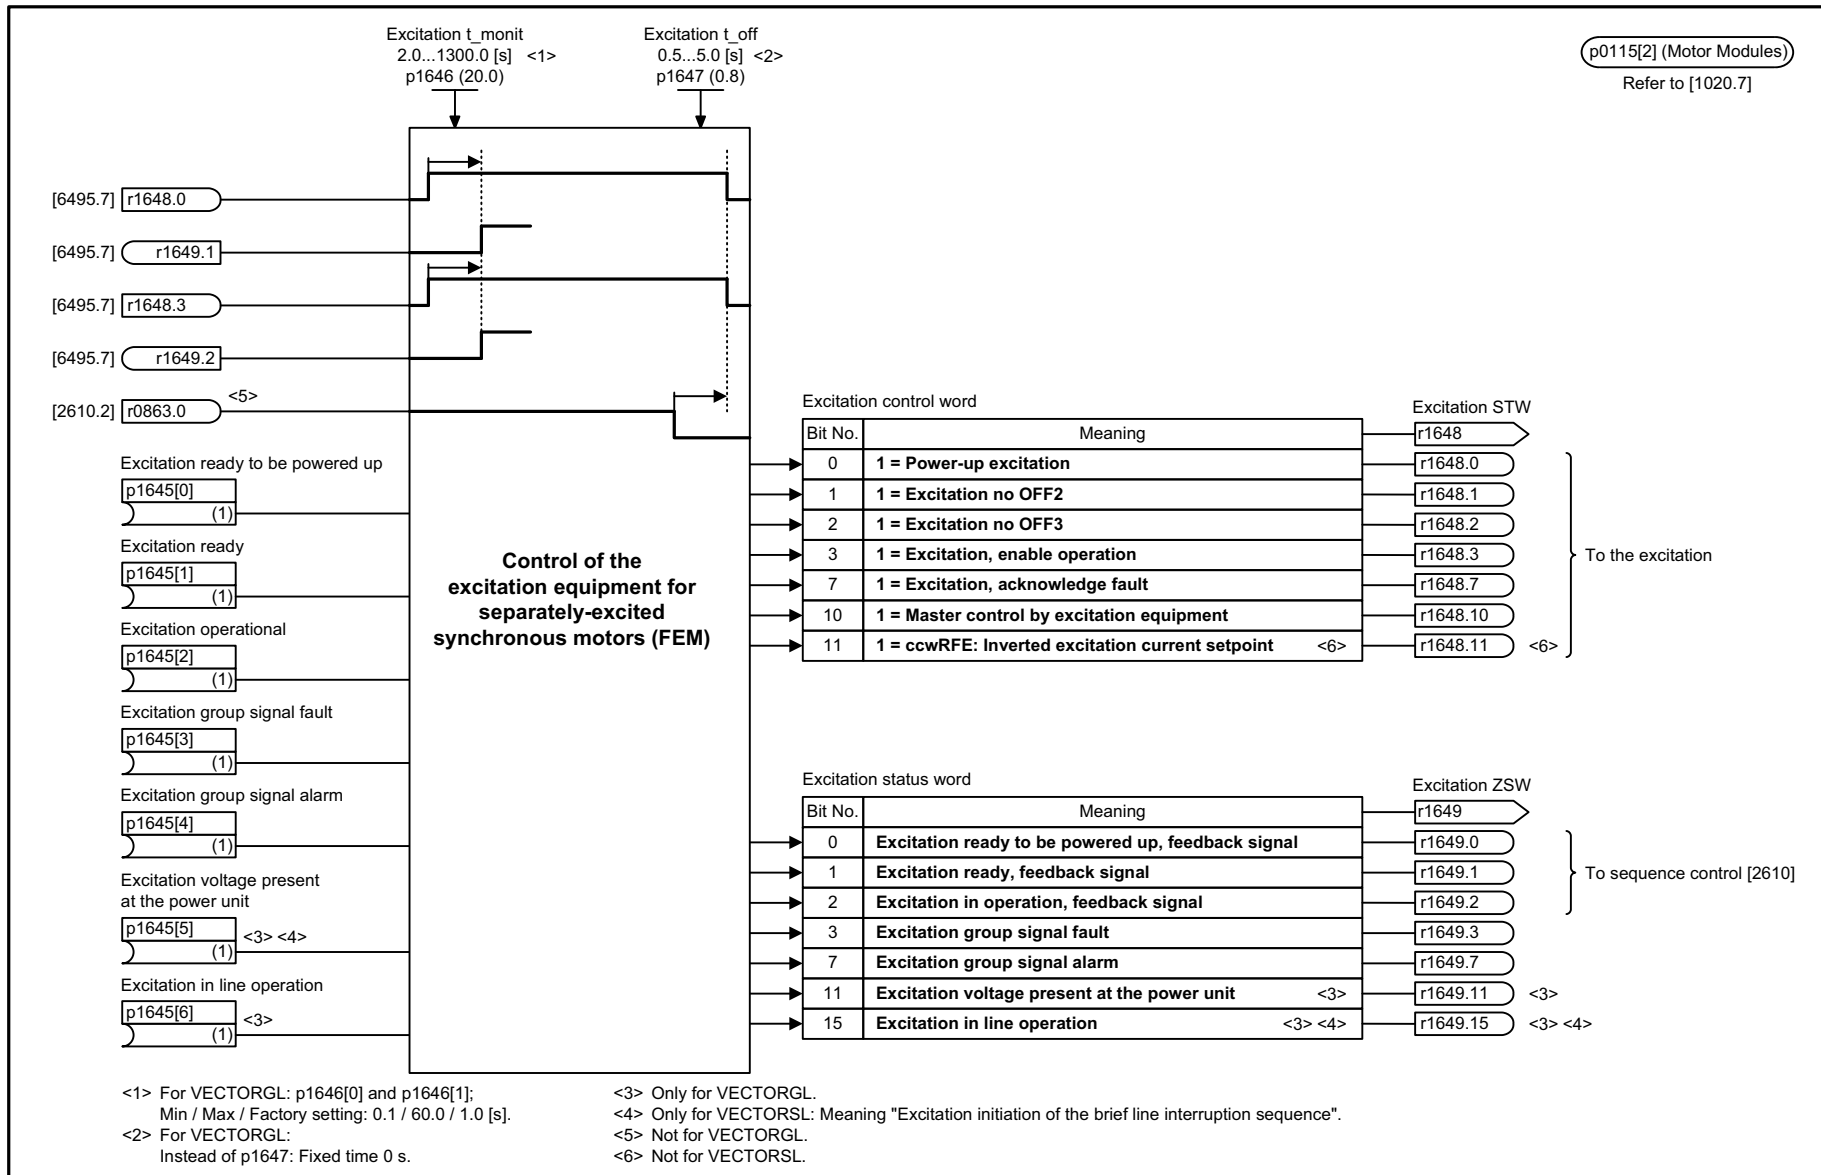 Excitation t_monit
2.0...1300.0 [s] <1>
p1646 (20.0)
Excitation t_off
0.5...5.0 [s] <2>
p1647 (0.8)
p0115[2] (Motor Modules)
Refer to [1020.7]
[6495.7] r1648.0
[6495.7] r1649.1
[6495.7] r1648.3
[6495.7] r1649.2
[2610.2] r0863.0 <5>
Excitation ready to be powered up
p1645[0]
(1)
Excitation ready
p1645[1]
(1)
Excitation operational
p1645[2]
(1)
Excitation group signal fault
p1645[3]
(1)
Excitation group signal alarm
p1645[4]
(1)
Excitation voltage present
at the power unit
p1645[5] <3> <4>
(1)
Excitation in line operation
p1645[6] <3>
(1)
Control of the
excitation equipment for
separately-excited
synchronous motors (FEM)
Excitation control word
Excitation STW
Bit No. Meaning r1648
0 1 = Power-up excitation r1648.0
1 1 = Excitation no OFF2 r1648.1
2 1 = Excitation no OFF3 r1648.2
3 1 = Excitation, enable operation r1648.3
7 1 = Excitation, acknowledge fault r1648.7
10 1 = Master control by excitation equipment r1648.10
11 1 = ccwRFE: Inverted excitation current setpoint <6> r1648.11 <6>
To the excitation
Excitation status word
Excitation ZSW
Bit No. Meaning r1649
0 Excitation ready to be powered up, feedback signal r1649.0
1 Excitation ready, feedback signal r1649.1
2 Excitation in operation, feedback signal r1649.2
3 Excitation group signal fault r1649.3
7 Excitation group signal alarm r1649.7
11 Excitation voltage present at the power unit <3> r1649.11 <3>
15 Excitation in line operation <3> <4> r1649.15 <3> <4>
To sequence control [2610]
<1> For VECTORGL: p1646[0] and p1646[1];
Min / Max / Factory setting: 0.1 / 60.0 / 1.0 [s].
<2> For VECTORGL:
Instead of p1647: Fixed time 0 s.
<3> Only for VECTORGL.
<4> Only for VECTORSL: Meaning "Excitation initiation of the brief line interruption sequence".
<5> Not for VECTORGL.
<6> Not for VECTORSL.